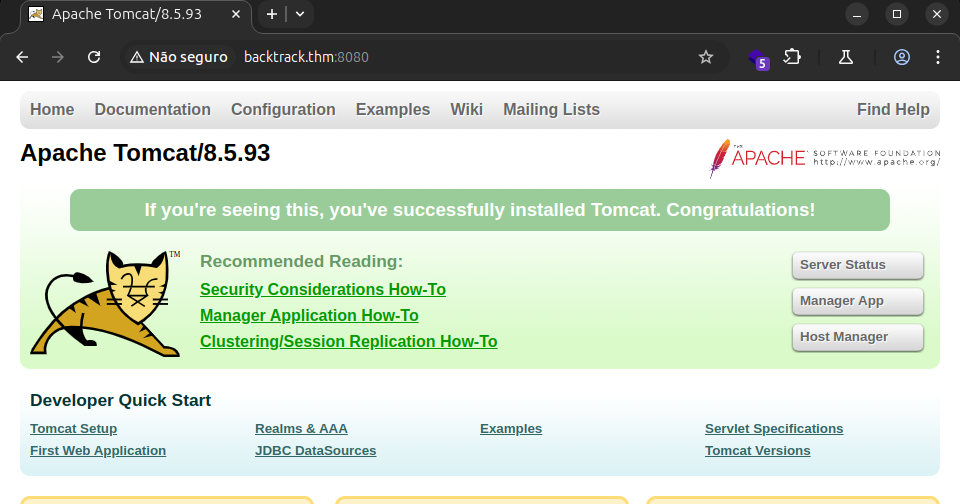 Apache Tomcat/8.5.93
Não seguro backtrack.thm:8080
5
Home Documentation Configuration Examples Wiki Mailing Lists Find Help
Apache Tomcat/8.5.93
THE APACHE SOFTWARE FOUNDATION
http://www.apache.org/
If you're seeing this, you've successfully installed Tomcat. Congratulations!
TM
Recommended Reading:
Security Considerations How-To
Manager Application How-To
Clustering/Session Replication How-To
Server Status
Manager App
Host Manager
Developer Quick Start
Tomcat Setup Realms & AAA Examples Servlet Specifications
First Web Application JDBC DataSources Tomcat Versions